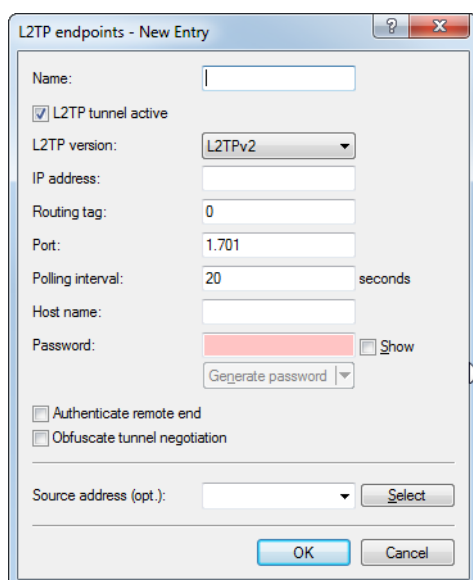 L2TP endpoints - New Entry
Name:
L2TP tunnel active
L2TP version: L2TPv2
IP address:
Routing tag: 0
Port: 1.701
Polling interval: 20 seconds
Host name:
Password: Show
Generate password
Authenticate remote end
Obfuscate tunnel negotiation
Source address (opt.): Select
OK Cancel